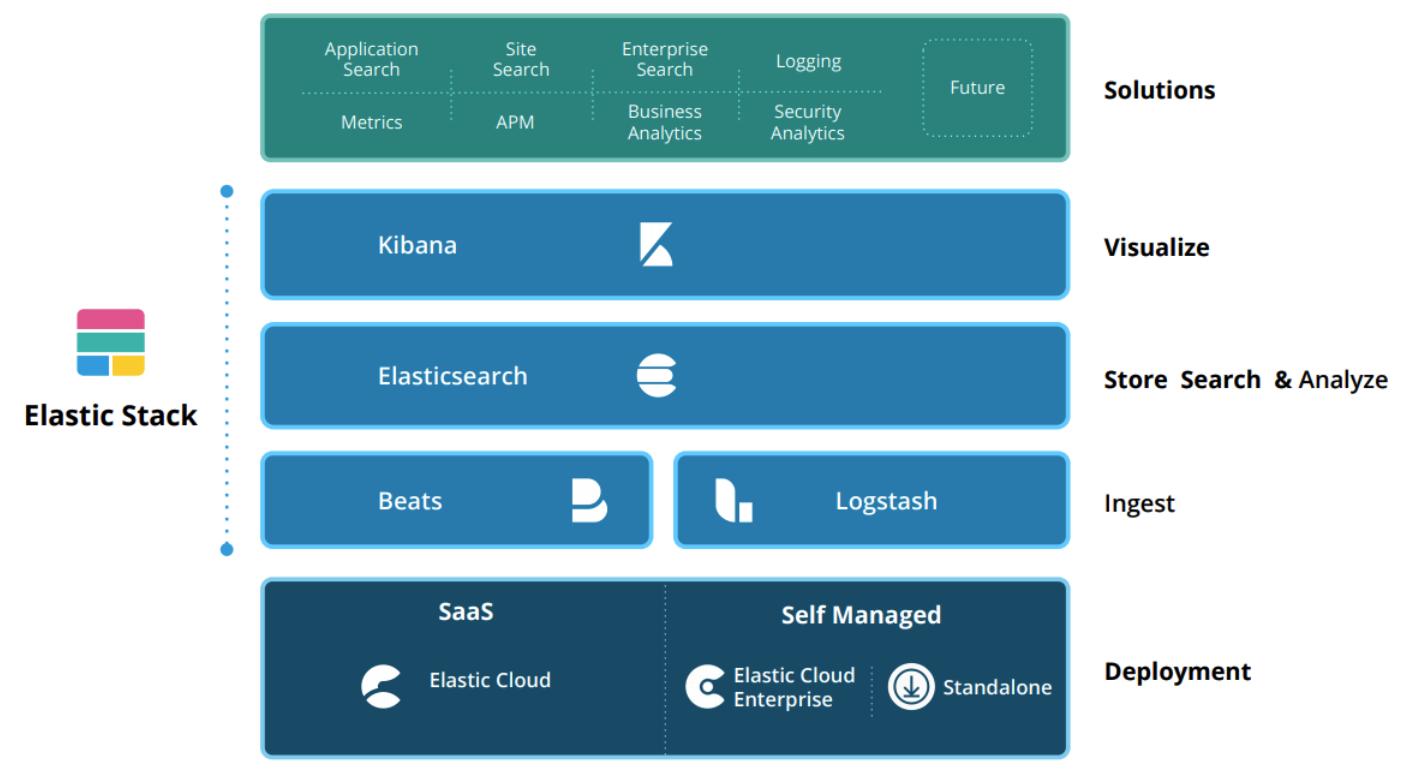 Application
Search
Site
Search
Enterprise
Search
Logging
Metrics
APM
Business
Analytics
Security
Analytics
Future
Solutions
Kibana
Visualize
Elastic Stack
Elasticsearch
Store Search & Analyze
Beats
Logstash
Ingest
SaaS
Elastic Cloud
Self Managed
Elastic Cloud
Enterprise
Standalone
Deployment